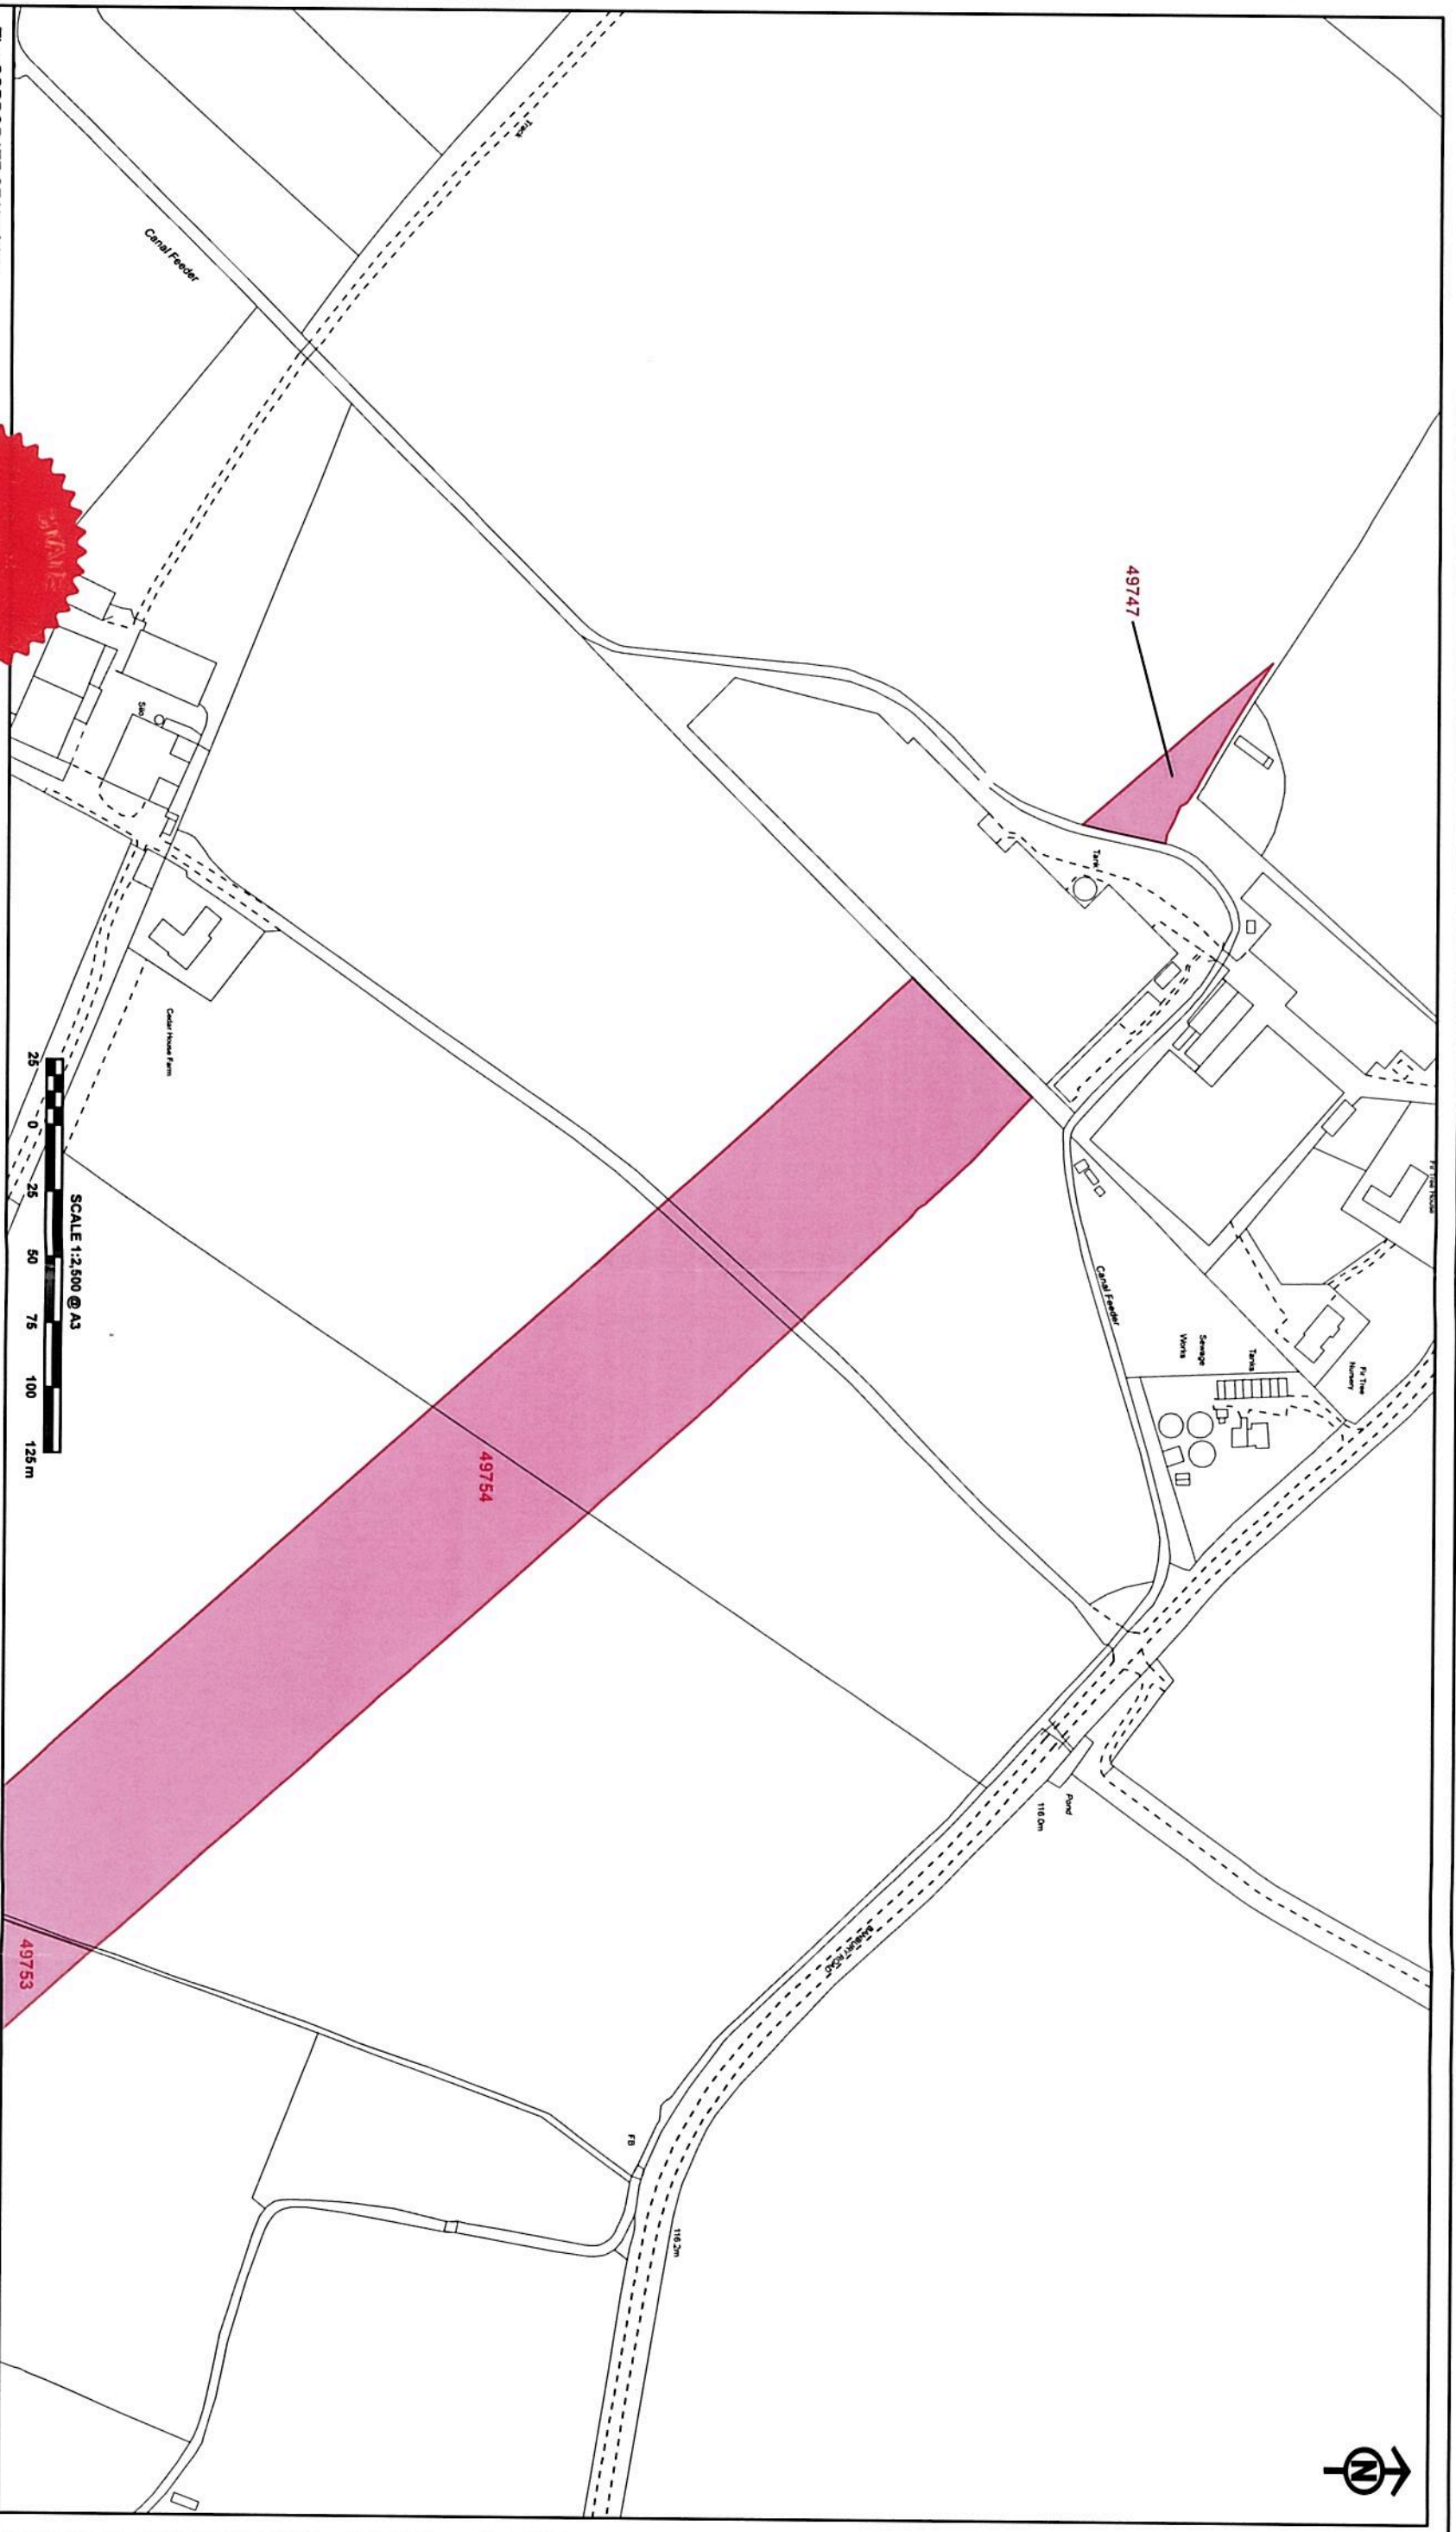 Fir Tree House
49747
Tank
Fir Tree
Nursery
Tanks
Sewage
Works
Canal Feeder
Pond
116.0m
BANBURY ROAD
116.2m
FB
Track
Canal Feeder
49754
Silo
Cedar House Farm
SCALE 1:2,500 @ A3
25 0 25 50 75 100 125 m
49753
N